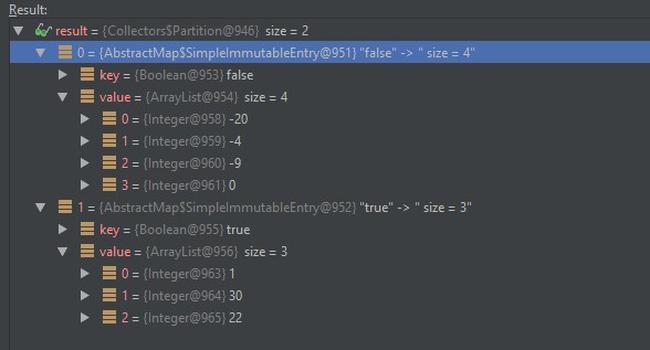 Result:
result = {Collectors$Partition@946} size = 2
0 = {AbstractMap$SimpleImmutableEntry@951} "false" -> " size = 4"
key = {Boolean@953} false
value = {ArrayList@954} size = 4
0 = {Integer@958} -20
1 = {Integer@959} -4
2 = {Integer@960} -9
3 = {Integer@961} 0
1 = {AbstractMap$SimpleImmutableEntry@952} "true" -> " size = 3"
key = {Boolean@955} true
value = {ArrayList@956} size = 3
0 = {Integer@963} 1
1 = {Integer@964} 30
2 = {Integer@965} 22